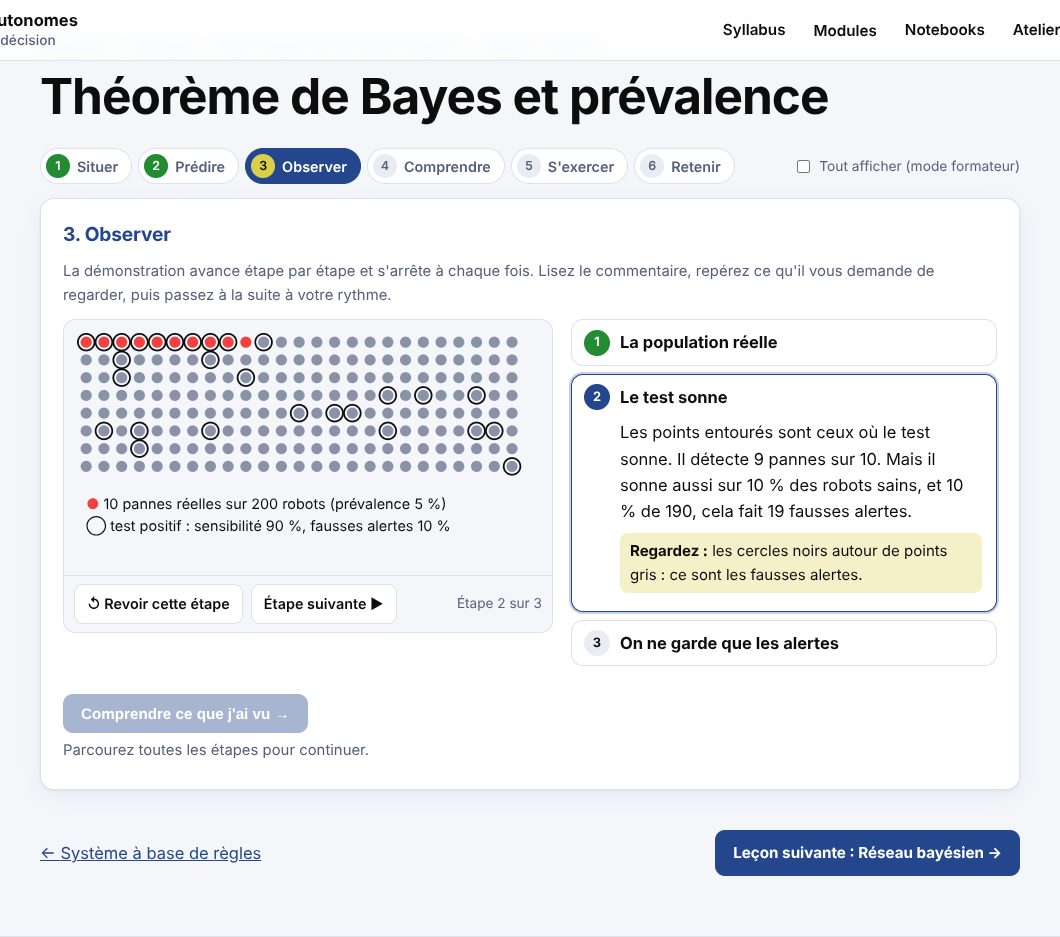 utonomes
décision
Syllabus
Modules
Notebooks
Atelier
Théorème de Bayes et prévalence
1 Situer
2 Prédire
3 Observer
4 Comprendre
5 S'exercer
6 Retenir
Tout afficher (mode formateur)
3. Observer
La démonstration avance étape par étape et s'arrête à chaque fois. Lisez le commentaire, repérez ce qu'il vous demande de
regarder, puis passez à la suite à votre rythme.
10 pannes réelles sur 200 robots (prévalence 5 %)
test positif : sensibilité 90 %, fausses alertes 10 %
↺ Revoir cette étape
Étape suivante ▶
Étape 2 sur 3
1 La population réelle
2 Le test sonne
Les points entourés sont ceux où le test
sonne. Il détecte 9 pannes sur 10. Mais il
sonne aussi sur 10 % des robots sains, et 10
% de 190, cela fait 19 fausses alertes.
Regardez : les cercles noirs autour de points
gris : ce sont les fausses alertes.
3 On ne garde que les alertes
Comprendre ce que j'ai vu →
Parcourez toutes les étapes pour continuer.
← Système à base de règles
Leçon suivante : Réseau bayésien →